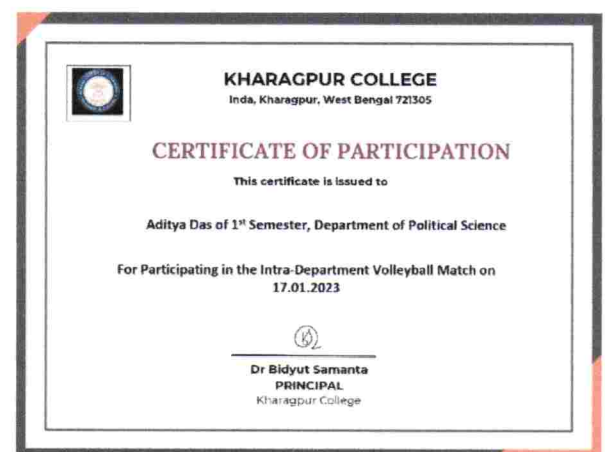 KHARAGPUR COLLEGE
Inda, Kharagpur, West Bengal 721305
CERTIFICATE OF PARTICIPATION
This certificate is issued to
Aditya Das of 1st Semester, Department of Political Science
For Participating in the Intra-Department Volleyball Match on
17.01.2023
Dr Bidyut Samanta
PRINCIPAL
Kharagpur College